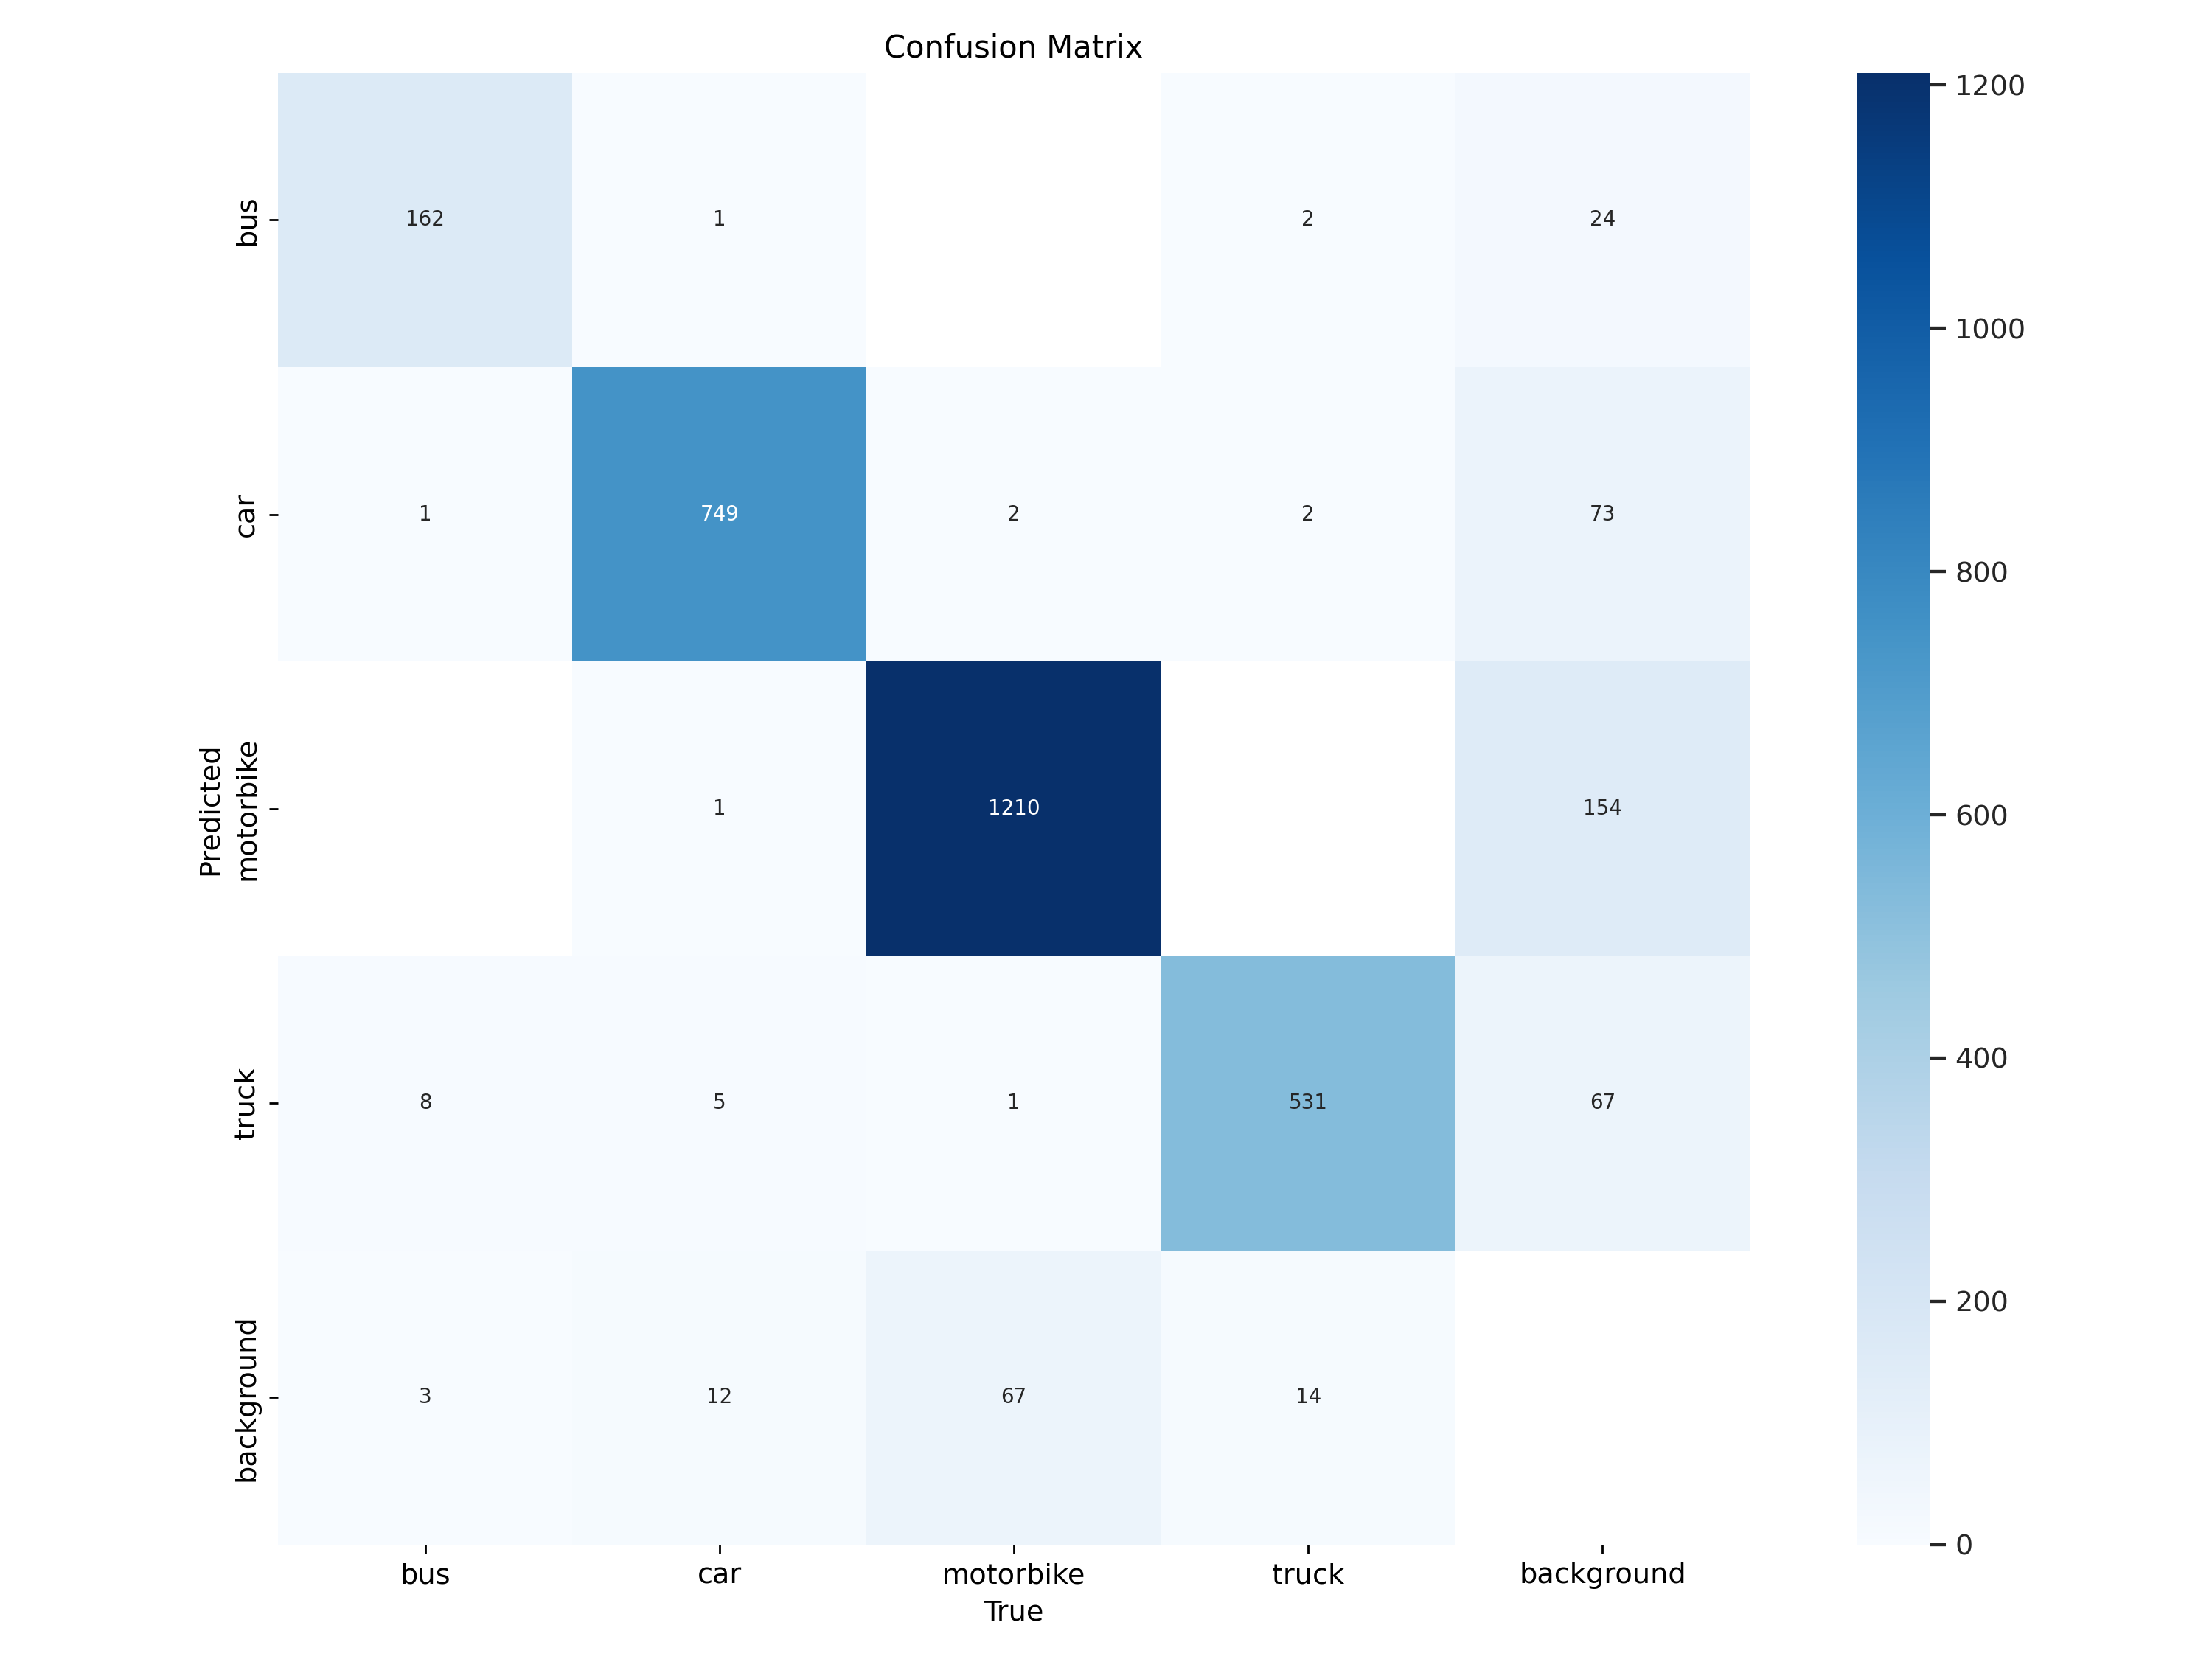 Confusion Matrix
bus 162 1 2 24
car 1 749 2 2 73
Predicted
motorbike 1 1210 154
truck 8 5 1 531 67
background 3 12 67 14
bus car motorbike truck background
True
1200
1000
800
600
400
200
0